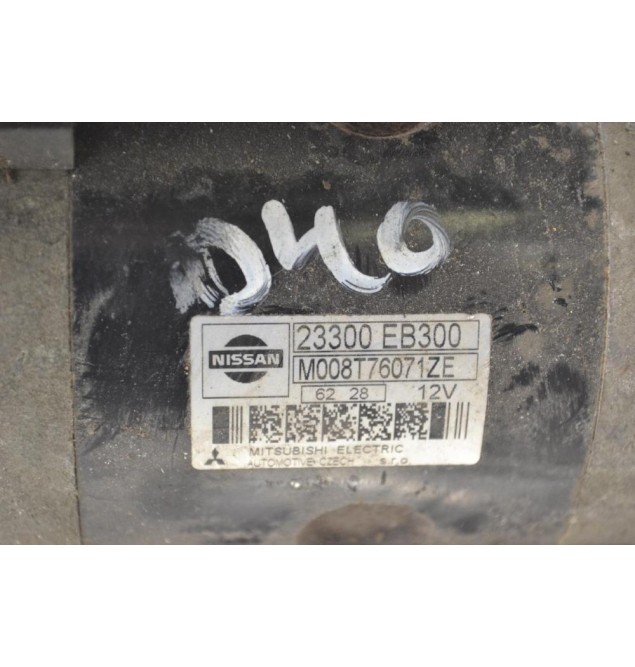 D40
23300 EB300
NISSAN
M008T76071ZE
62 28 12V
MITSUBISHI ELECTRIC
AUTOMOTIVE CZECH s.r.o.